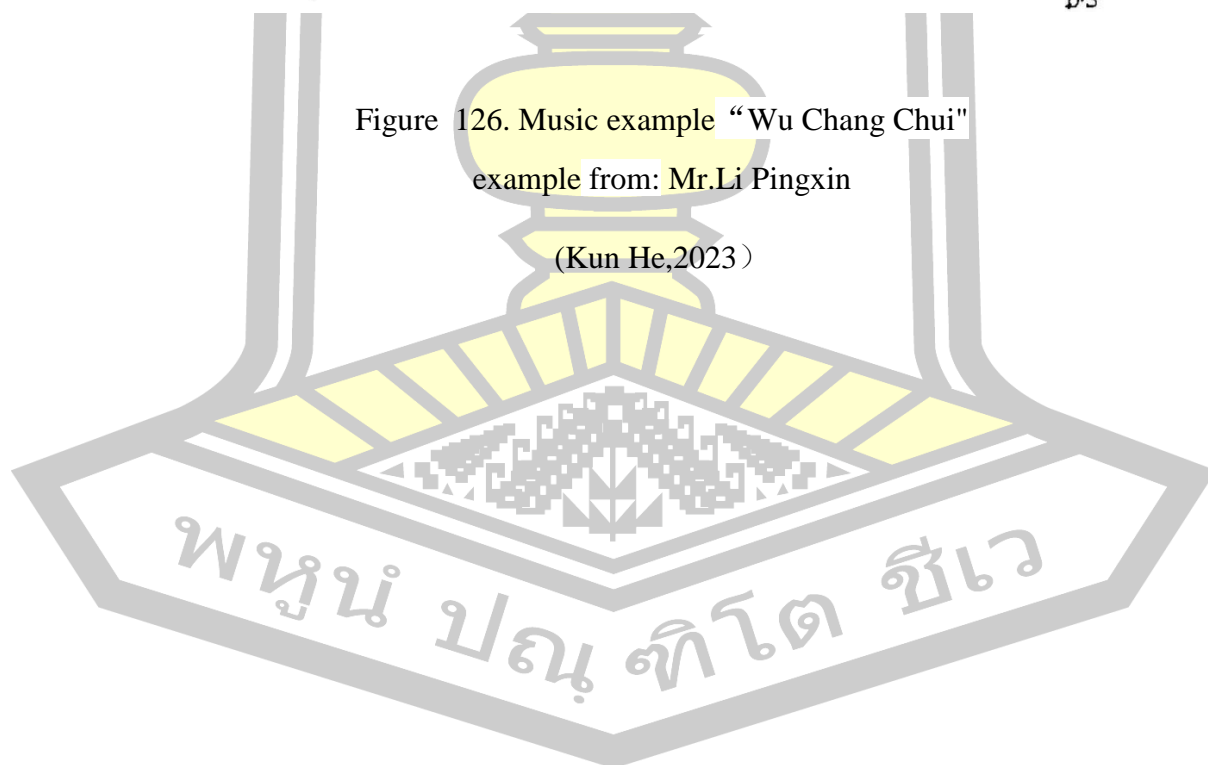 Figure 126. Music example “Wu Chang Chui"
example from: Mr.Li Pingxin
(Kun He,2023）
พหูนํ ปณฺฑิโต ชีเว